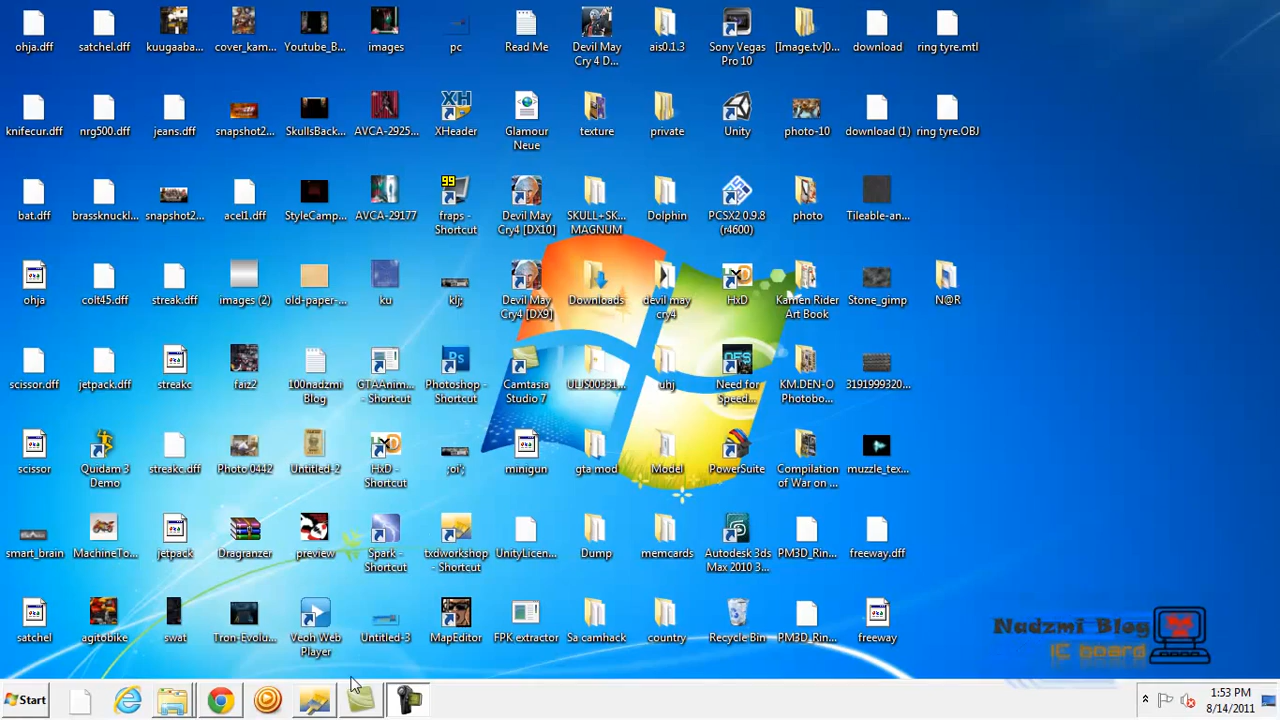 ohja.dff
satchel.dff
kuugaaba...
cover_kam...
Youtube_B...
images
pc
Read Me
Devil May
Cry 4 D...
ais0.1.3
Sony Vegas
Pro 10
[Image.tv]0...
download
ring tyre.mtl
knifecur.dff
nrg500.dff
jeans.dff
snapshot2...
SkullsBack...
AVCA-2925...
XHeader
Glamour
Neue
texture
private
Unity
photo-10
download (1)
ring tyre.OBJ
bat.dff
brassknuckl...
snapshot2...
acel1.dff
StyleCamp...
AVCA-29177
99
fraps -
Shortcut
Devil May
Cry4 [DX10]
SKULL+SK...
MAGNUM
Dolphin
PCSX2 0.9.8
(r4600)
photo
Tileable-an...
ohja
colt45.dff
streak.dff
images (2)
old-paper-...
ku
klj;
Devil May
Cry4 [DX9]
Downloads
devil may
cry4
HxD
Kamen Rider
Art Book
Stone_gimp
N@R
scissor.dff
jetpack.dff
streakc
faiz2
100nadzmi
Blog
GTAAnim...
- Shortcut
Photoshop -
Shortcut
Camtasia
Studio 7
ULJS00331...
uhj
Need for
Speed...
KM.DEN-O
Photobo...
3191999320...
scissor
Quidam 3
Demo
streakc.dff
Photo 0442
Untitled-2
HxD -
Shortcut
;oi';
minigun
gta mod
Model
PowerSuite
Compilation
of War on ...
muzzle_tex...
smart_brain
MachineTo...
jetpack
Dragranzer
preview
Spark -
Shortcut
txdworkshop
- Shortcut
UnityLicen...
Dump
memcards
Autodesk 3ds
Max 2010 3...
PM3D_Rin...
freeway.dff
satchel
agitobike
swat
Tron-Evolu...
Veoh Web
Player
Untitled-3
MapEditor
FPK extractor
Sa camhack
country
Recycle Bin
PM3D_Rin...
freeway
Nadzmi Blog
IC Board
Start
1:53 PM
8/14/2011